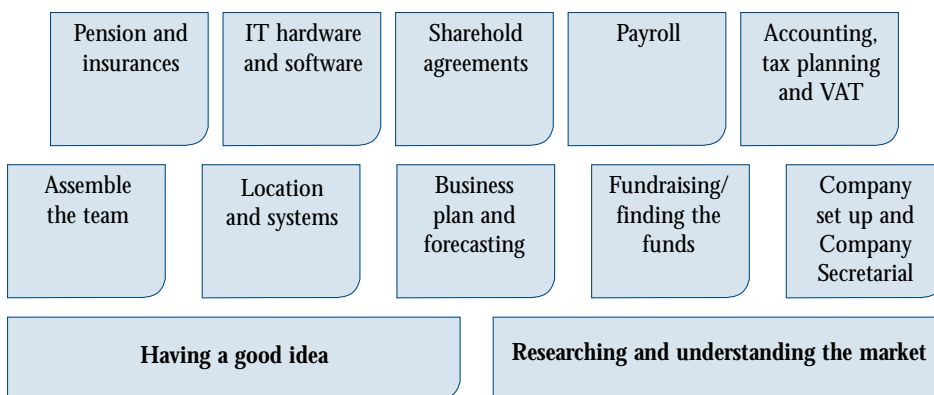 Pension and
insurances
IT hardware
and software
Sharehold
agreements
Payroll
Accounting,
tax planning
and VAT
Assemble
the team
Location
and systems
Business
plan and
forecasting
Fundraising/
finding the
funds
Company
set up and
Company
Secretarial
Having a good idea
Researching and understanding the market